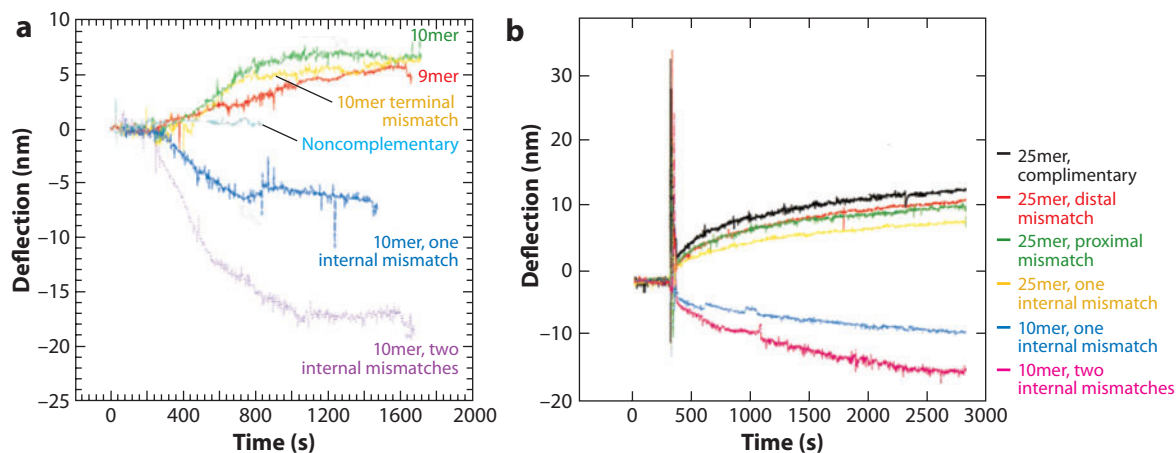 a
Deflection (nm)
10
5
0
−5
−10
−15
−20
−25
10mer
9mer
10mer terminal
mismatch
Noncomplementary
10mer, one
internal mismatch
10mer, two
internal mismatches
0
400
800
1200
1600
2000
Time (s)
b
Deflection (nm)
30
20
10
0
−10
−20
0
500
1000
1500
2000
2500
3000
Time (s)
25mer,
complimentary
25mer, distal
mismatch
25mer, proximal
mismatch
25mer, one
internal mismatch
10mer, one
internal mismatch
10mer, two
internal mismatches